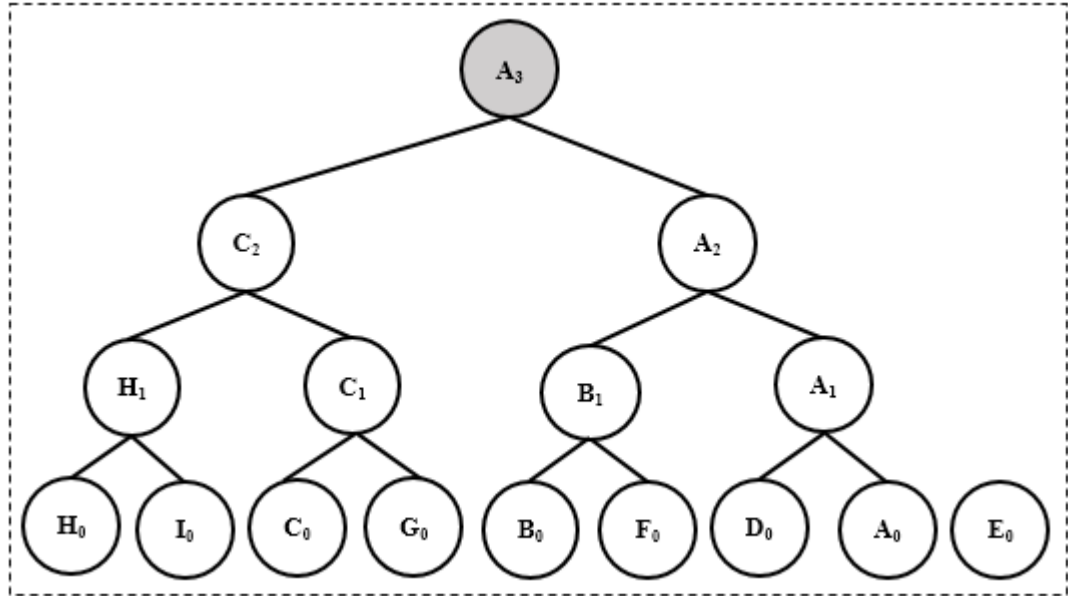 A₃
C₂ A₂
H₁ C₁ B₁ A₁
H₀ I₀ C₀ G₀ B₀ F₀ D₀ A₀ E₀